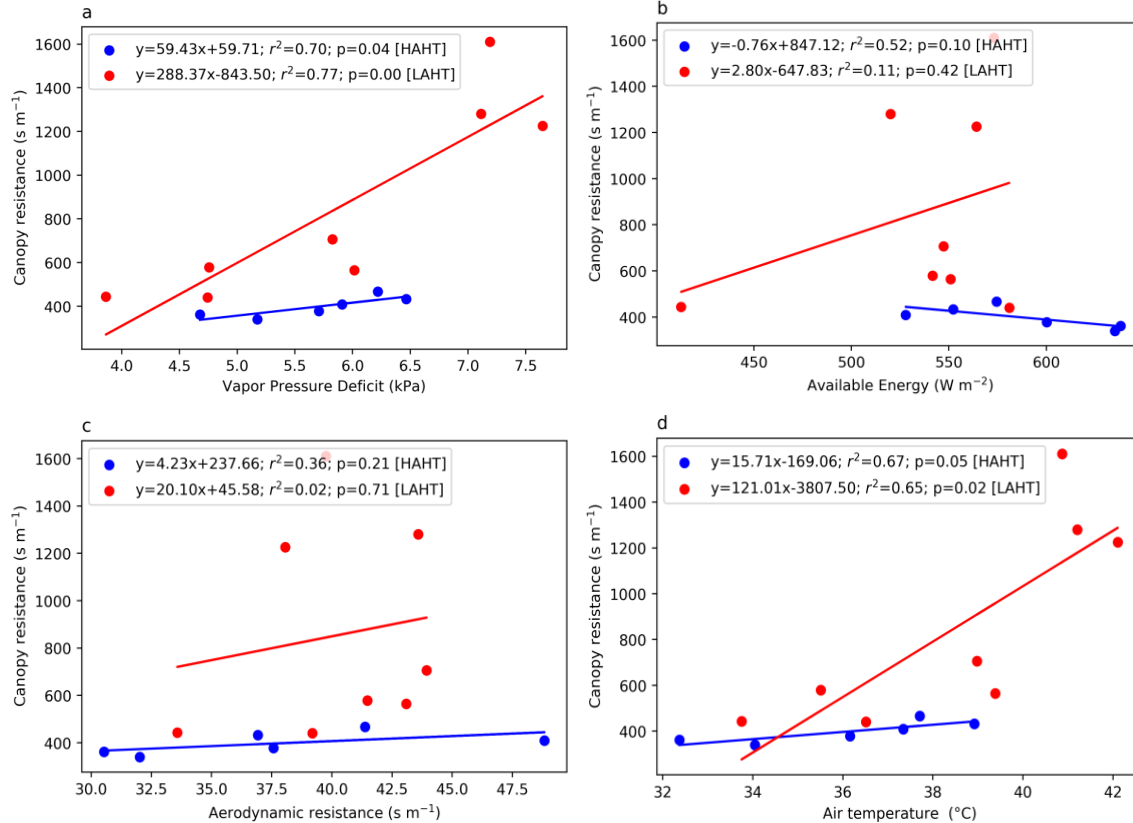 a
y=59.43x+59.71; r²=0.70; p=0.04 [HAHT]
y=288.37x-843.50; r²=0.77; p=0.00 [LAHT]
1600
1400
1200
1000
800
600
400
Canopy resistance (s m⁻¹)
4.0 4.5 5.0 5.5 6.0 6.5 7.0 7.5
Vapor Pressure Deficit (kPa)
b
y=-0.76x+847.12; r²=0.52; p=0.10 [HAHT]
y=2.80x-647.83; r²=0.11; p=0.42 [LAHT]
1600
1400
1200
1000
800
600
400
Canopy resistance (s m⁻¹)
450 500 550 600
Available Energy (W m⁻²)
c
y=4.23x+237.66; r²=0.36; p=0.21 [HAHT]
y=20.10x+45.58; r²=0.02; p=0.71 [LAHT]
1600
1400
1200
1000
800
600
400
Canopy resistance (s m⁻¹)
30.0 32.5 35.0 37.5 40.0 42.5 45.0 47.5
Aerodynamic resistance (s m⁻¹)
d
y=15.71x-169.06; r²=0.67; p=0.05 [HAHT]
y=121.01x-3807.50; r²=0.65; p=0.02 [LAHT]
1600
1400
1200
1000
800
600
400
Canopy resistance (s m⁻¹)
32 34 36 38 40 42
Air temperature (°C)